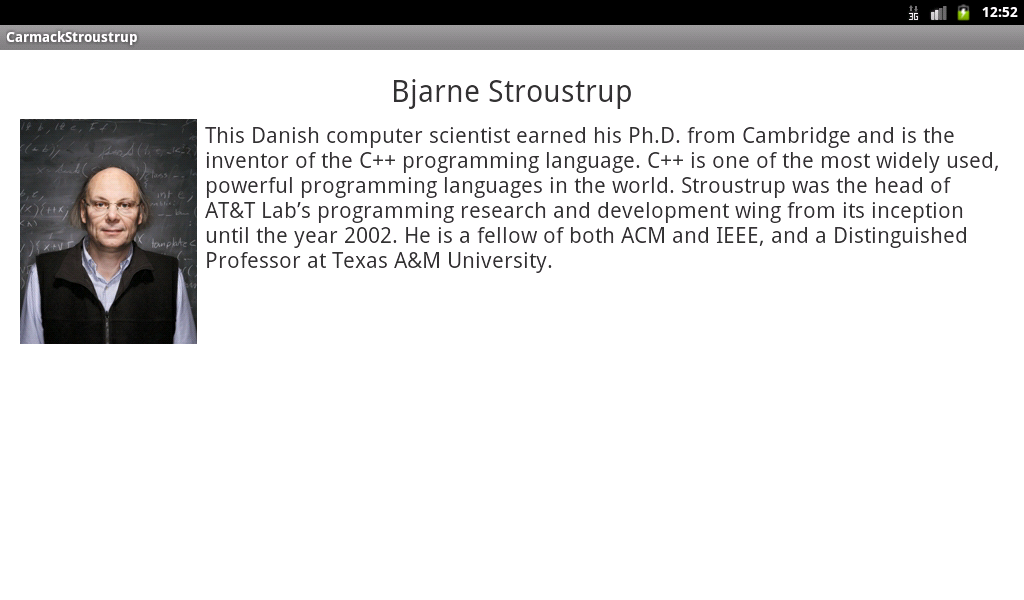 3G 12:52
CarmackStroustrup
Bjarne Stroustrup
This Danish computer scientist earned his Ph.D. from Cambridge and is the
inventor of the C++ programming language. C++ is one of the most widely used,
powerful programming languages in the world. Stroustrup was the head of
AT&T Lab’s programming research and development wing from its inception
until the year 2002. He is a fellow of both ACM and IEEE, and a Distinguished
Professor at Texas A&M University.
template<